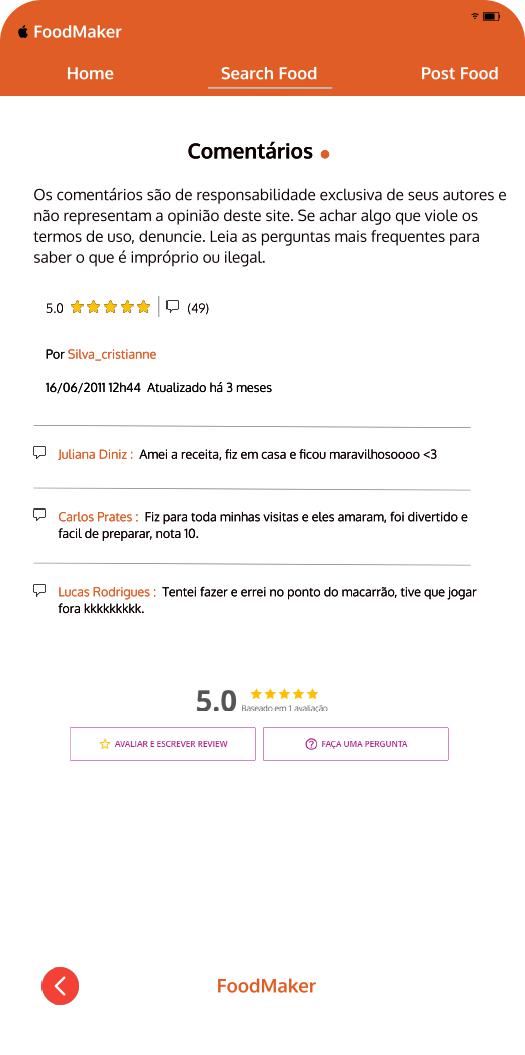 FoodMaker
Home Search Food Post Food
Comentários
Os comentários são de responsabilidade exclusiva de seus autores e
não representam a opinião deste site. Se achar algo que viole os
termos de uso, denuncie. Leia as perguntas mais frequentes para
saber o que é impróprio ou ilegal.
5.0 (49)
Por Silva_cristianne
16/06/2011 12h44 Atualizado há 3 meses
Juliana Diniz : Amei a receita, fiz em casa e ficou maravilhosoooo <3
Carlos Prates : Fiz para toda minhas visitas e eles amaram, foi divertido e
facil de preparar, nota 10.
Lucas Rodrigues : Tentei fazer e errei no ponto do macarrão, tive que jogar
fora kkkkkkkkk.
5.0 Baseado em 1 avaliação
AVALIAR E ESCREVER REVIEW FAÇA UMA PERGUNTA
FoodMaker